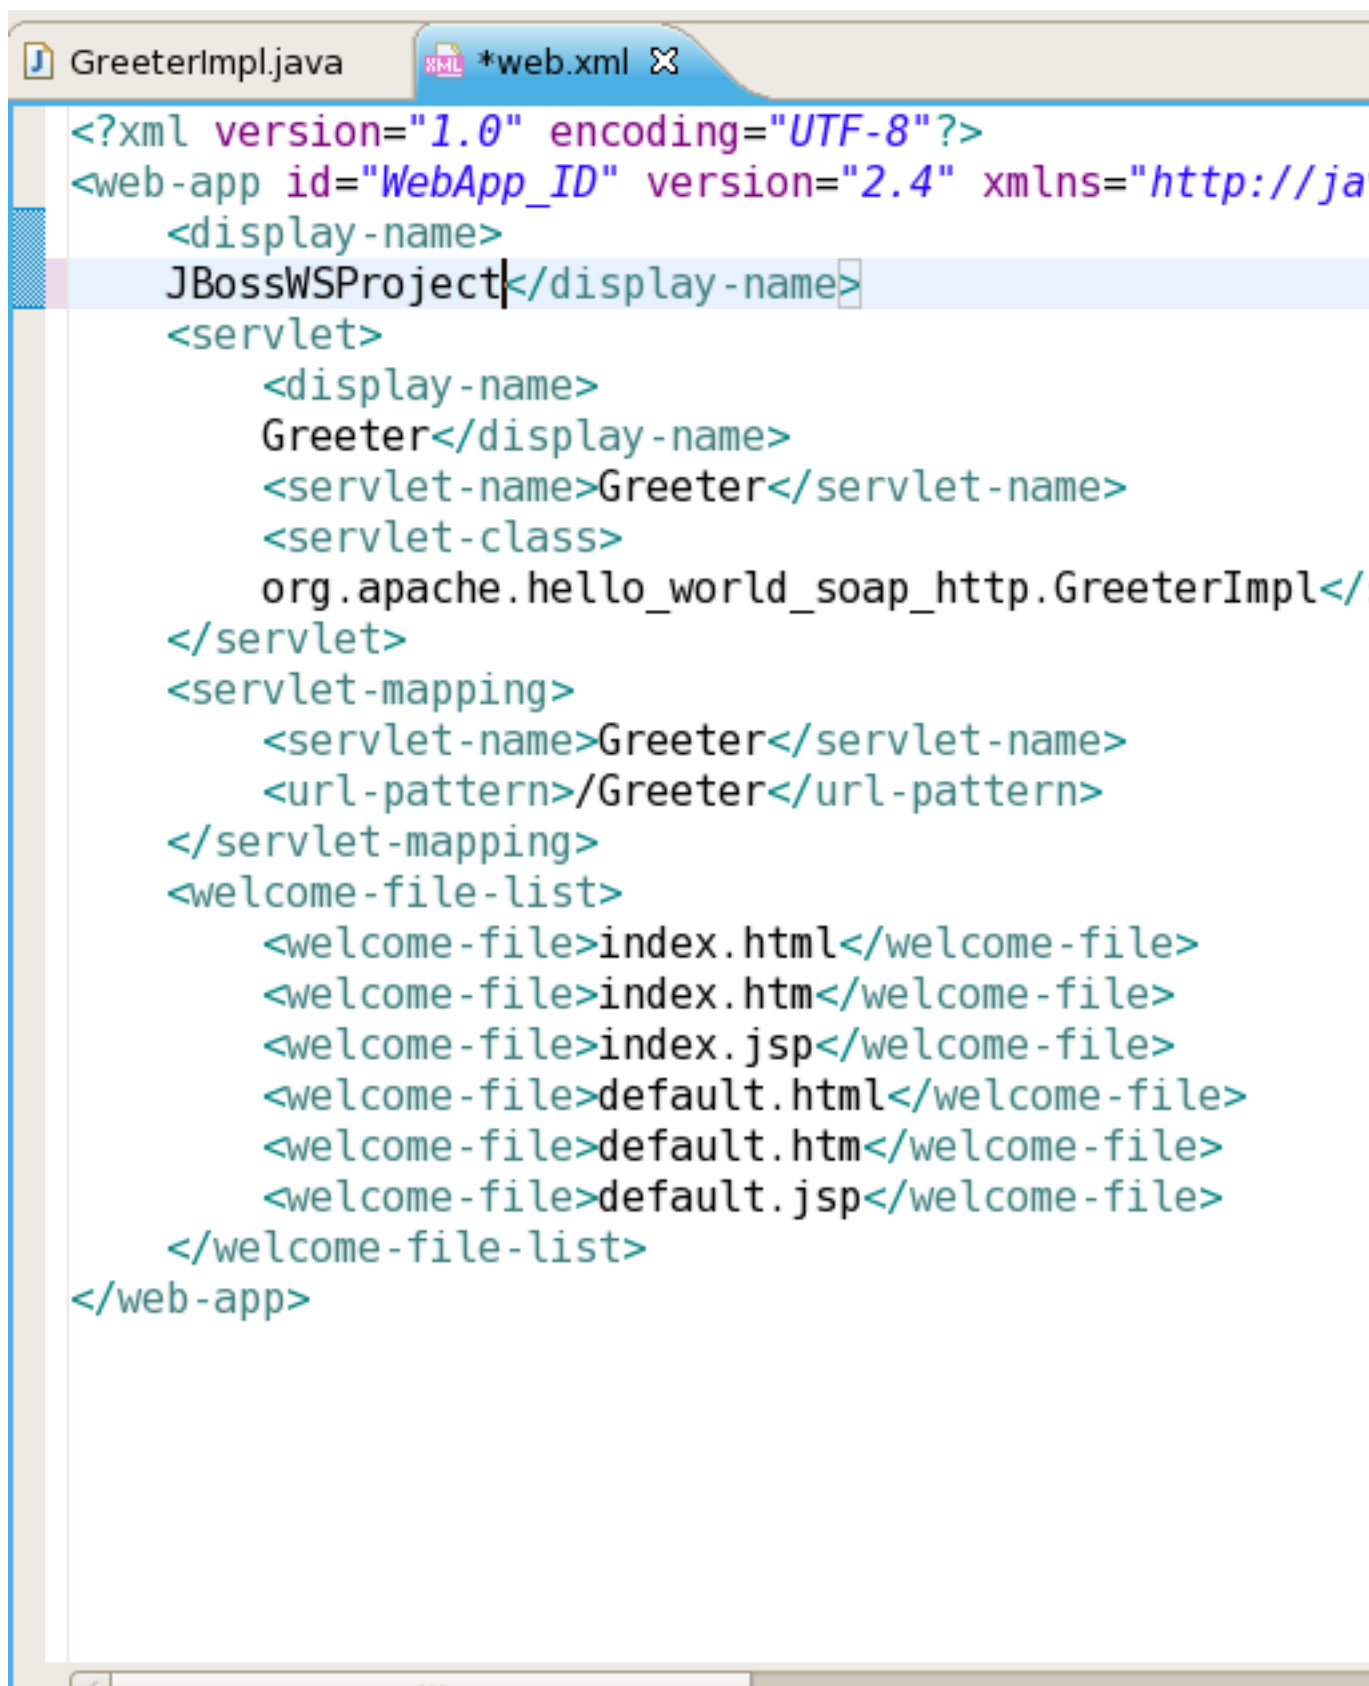 GreeterImpl.java *web.xml
<?xml version="1.0" encoding="UTF-8"?>
<web-app id="WebApp_ID" version="2.4" xmlns="http://ja
<display-name>
JBossWSProject</display-name>
<servlet>
<display-name>
Greeter</display-name>
<servlet-name>Greeter</servlet-name>
<servlet-class>
org.apache.hello_world_soap_http.GreeterImpl</
</servlet>
<servlet-mapping>
<servlet-name>Greeter</servlet-name>
<url-pattern>/Greeter</url-pattern>
</servlet-mapping>
<welcome-file-list>
<welcome-file>index.html</welcome-file>
<welcome-file>index.htm</welcome-file>
<welcome-file>index.jsp</welcome-file>
<welcome-file>default.html</welcome-file>
<welcome-file>default.htm</welcome-file>
<welcome-file>default.jsp</welcome-file>
</welcome-file-list>
</web-app>